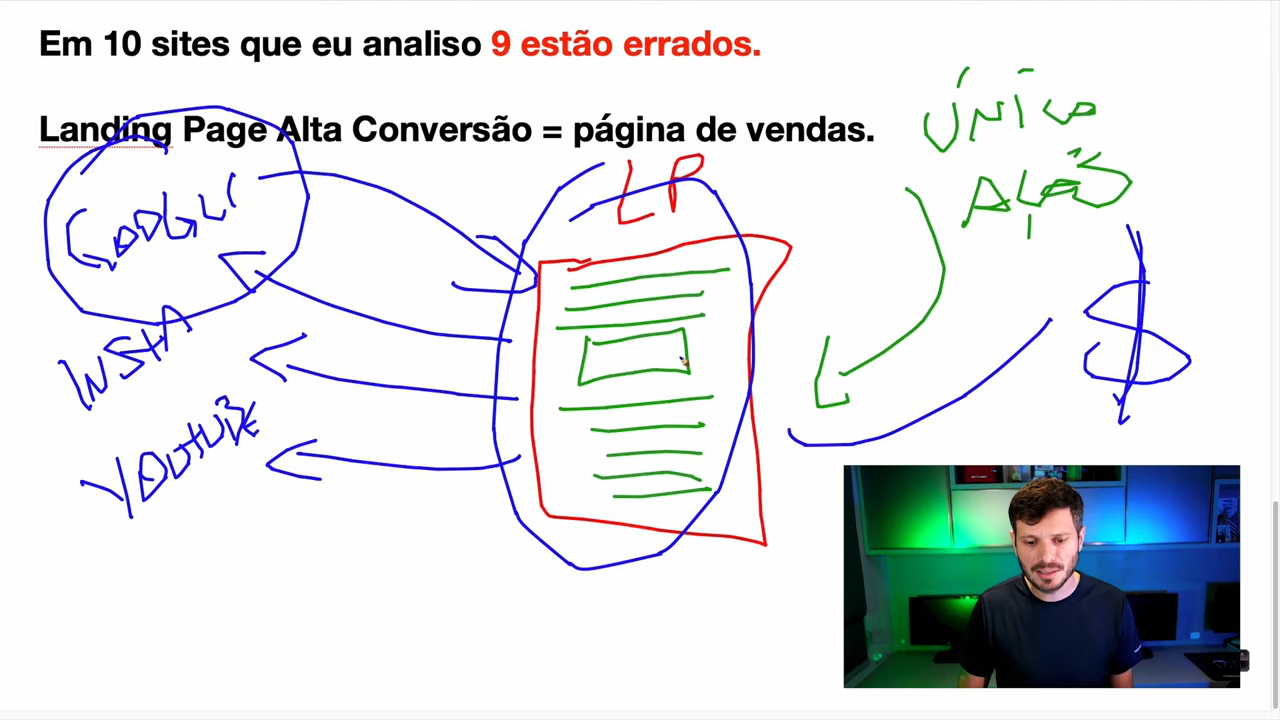 Em 10 sites que eu analiso 9 estão errados.
Landing Page Alta Conversão = página de vendas.
ÚNICO
AÇÃO
LP
GOOGLE
INSTA
YOUTUBE
$